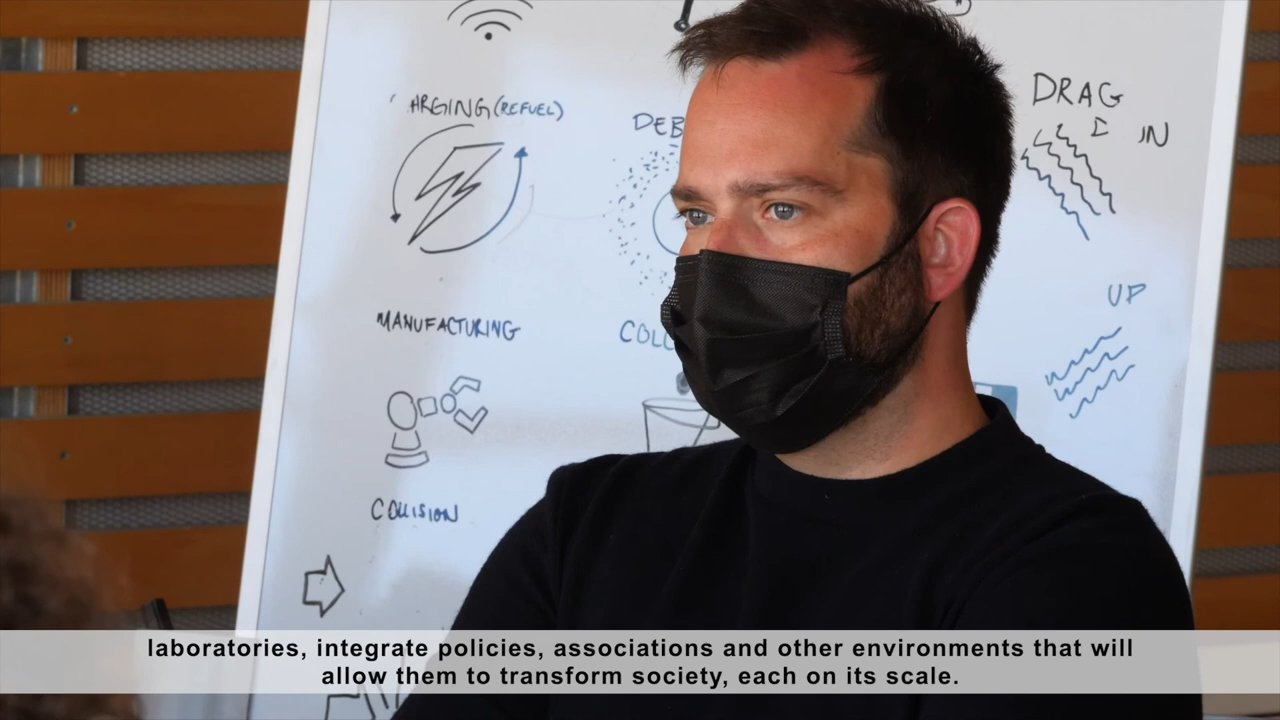 ARGING (REFUEL)
DEB
DRAG
IN
MANUFACTURING
COLL
UP
COLLISION
laboratories, integrate policies, associations and other environments that will
allow them to transform society, each on its scale.